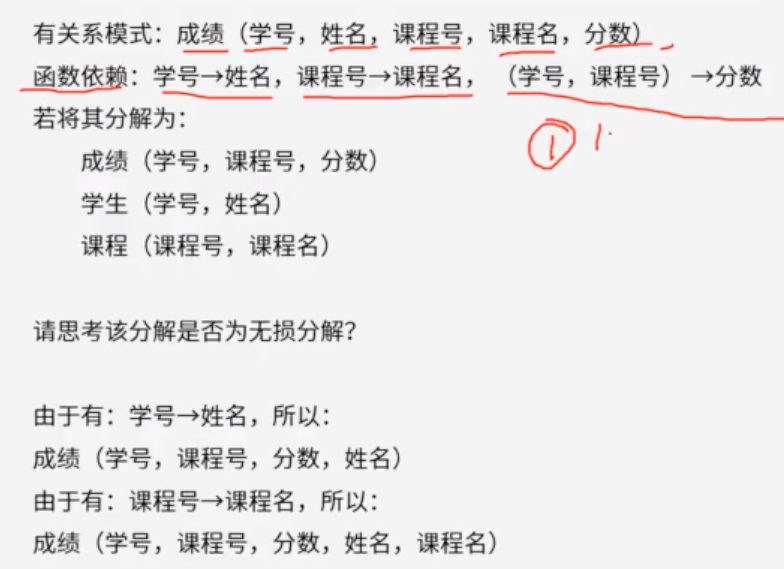 有关系模式：成绩（学号，姓名，课程号，课程名，分数）
函数依赖：学号→姓名，课程号→课程名，（学号，课程号）→分数
若将其分解为：
① 1
成绩（学号，课程号，分数）
学生（学号，姓名）
课程（课程号，课程名）
请思考该分解是否为无损分解？
由于有：学号→姓名，所以：
成绩（学号，课程号，分数，姓名）
由于有：课程号→课程名，所以：
成绩（学号，课程号，分数，姓名，课程名）